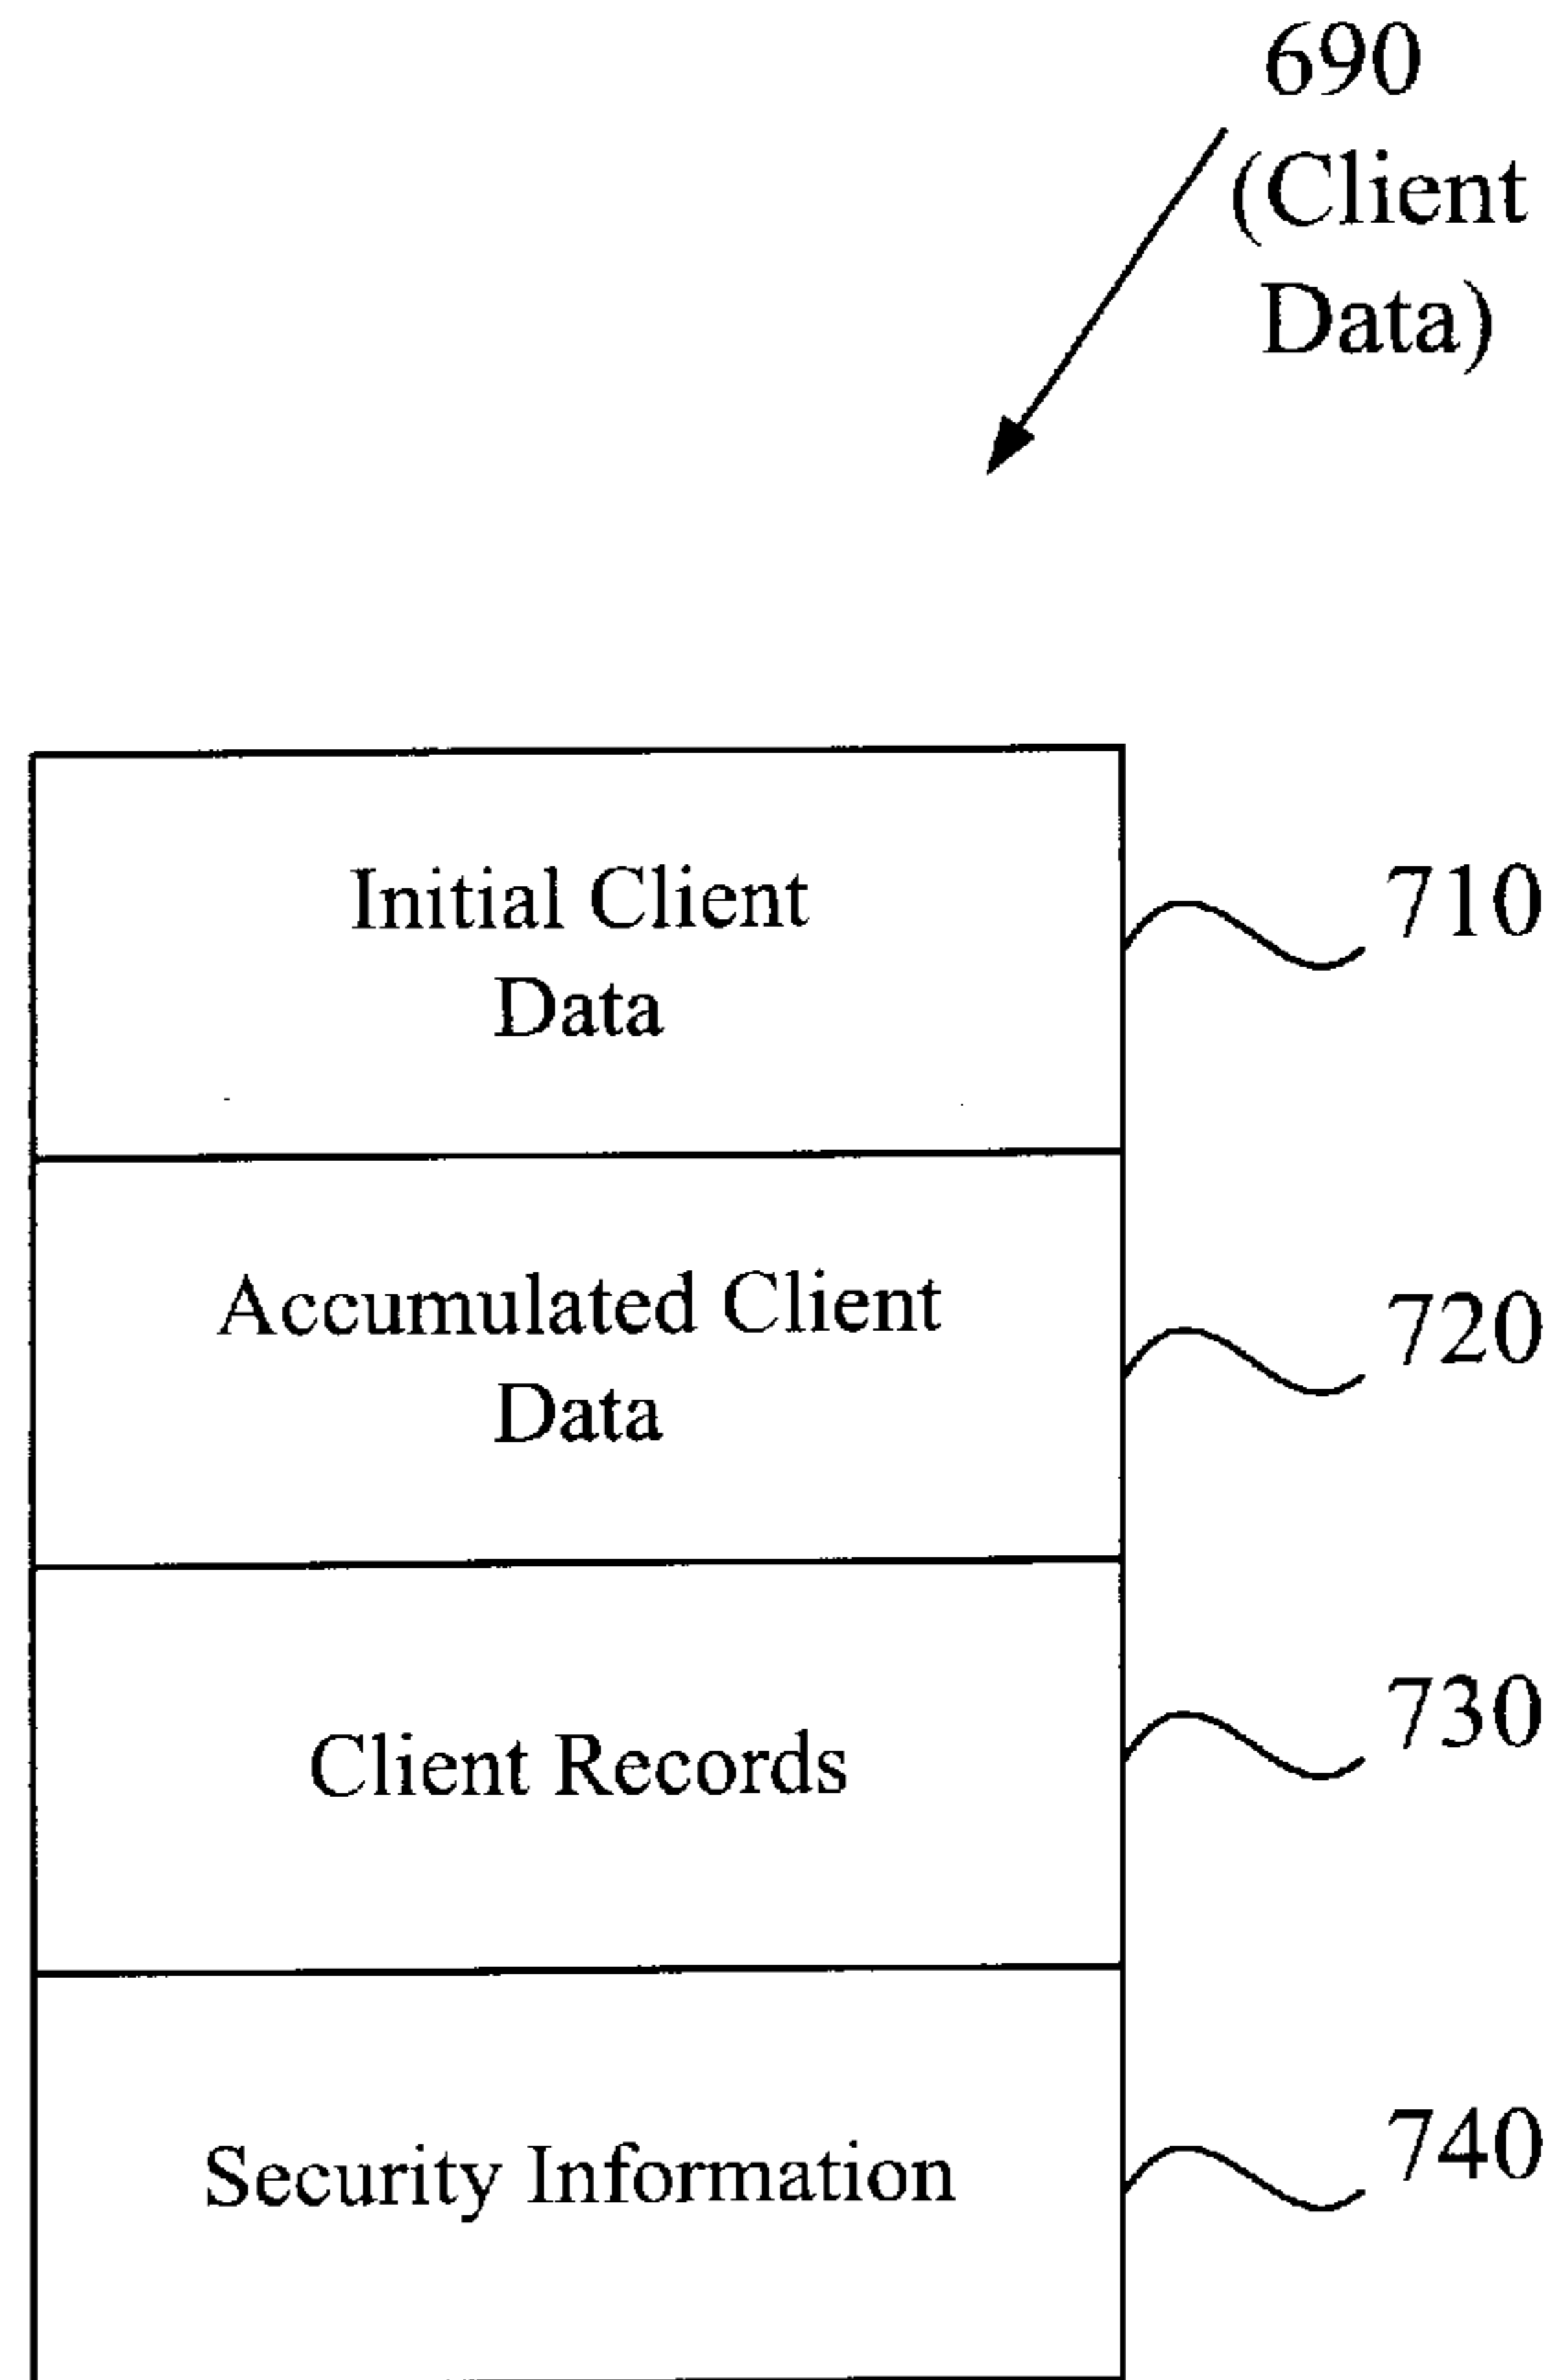 690
(Client
Data)
Initial Client
Data
710
Accumulated Client
Data
720
Client Records
730
Security Information
740